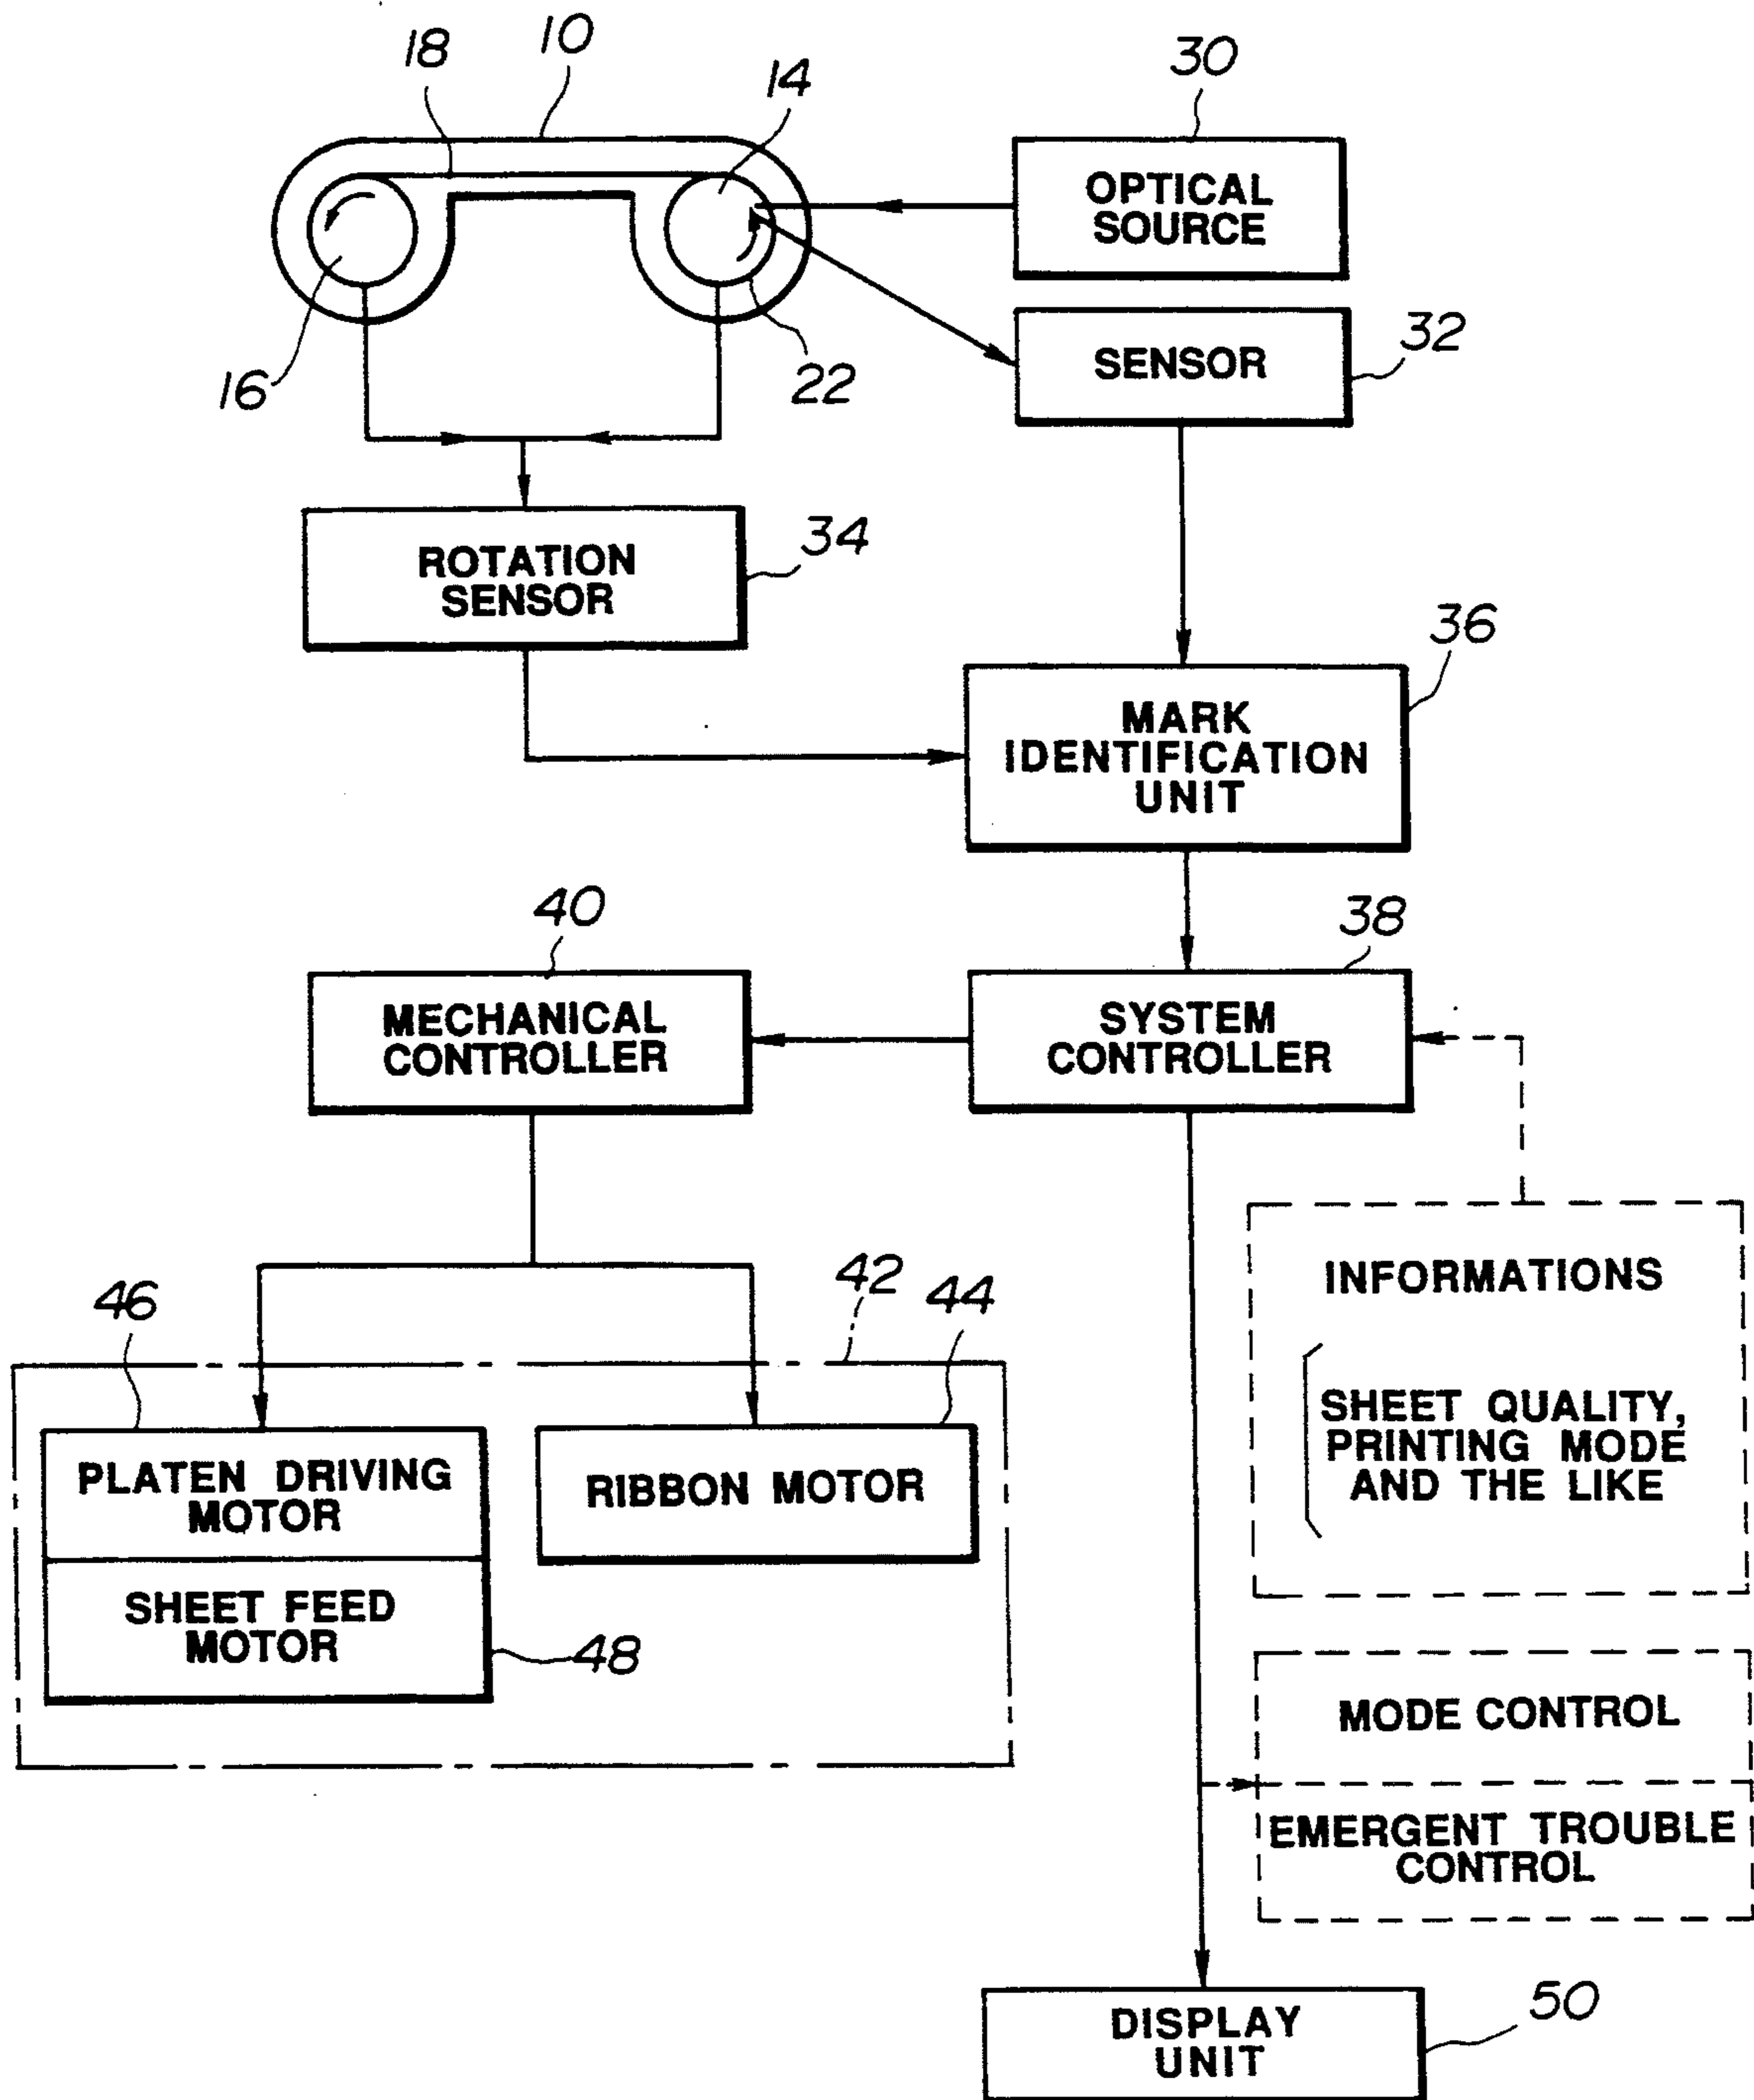 10
18
14
30
OPTICAL
SOURCE
32
SENSOR
16
22
34
ROTATION
SENSOR
36
MARK
IDENTIFICATION
UNIT
40
38
MECHANICAL
CONTROLLER
SYSTEM
CONTROLLER
INFORMATIONS
SHEET QUALITY,
PRINTING MODE
AND THE LIKE
46
42
44
PLATEN DRIVING
MOTOR
RIBBON MOTOR
SHEET FEED
MOTOR
48
MODE CONTROL
EMERGENT TROUBLE
CONTROL
50
DISPLAY
UNIT